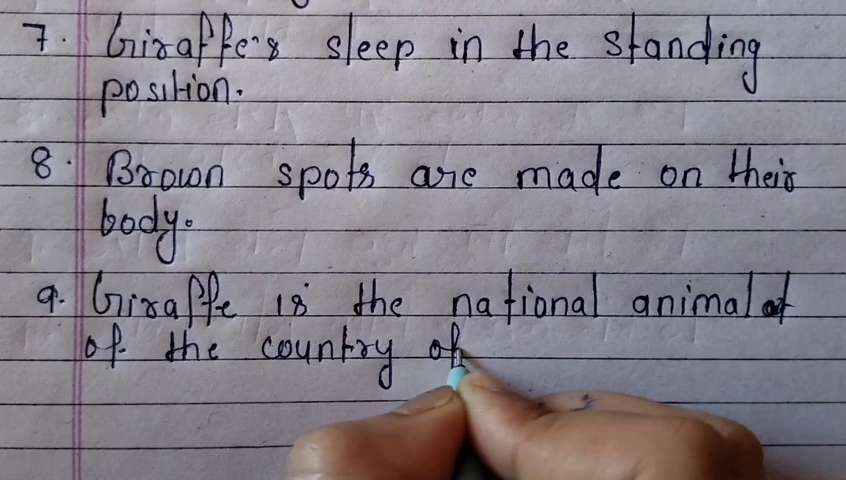 7. Giraffe's sleep in the standing
position.
8. Brown spots are made on their
body.
9. Giraffe is the national animal of
of the country of